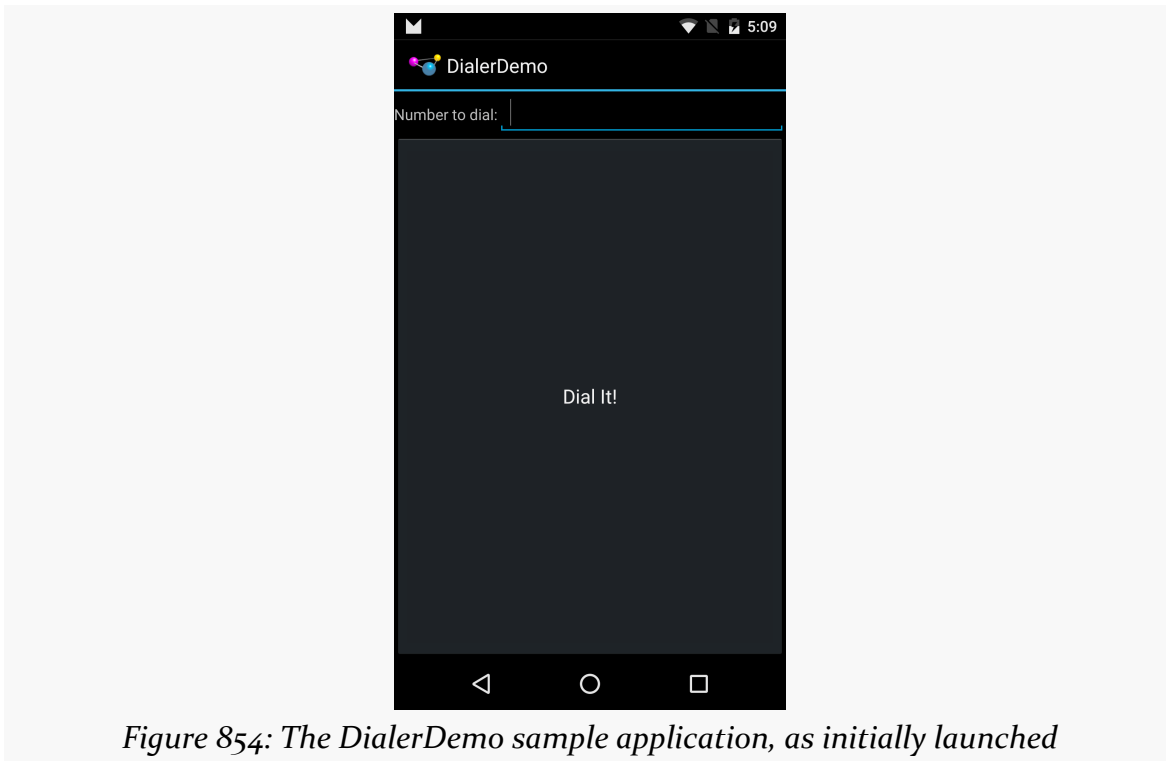 5:09
DialerDemo
Number to dial:
Dial It!
Figure 854: The DialerDemo sample application, as initially launched